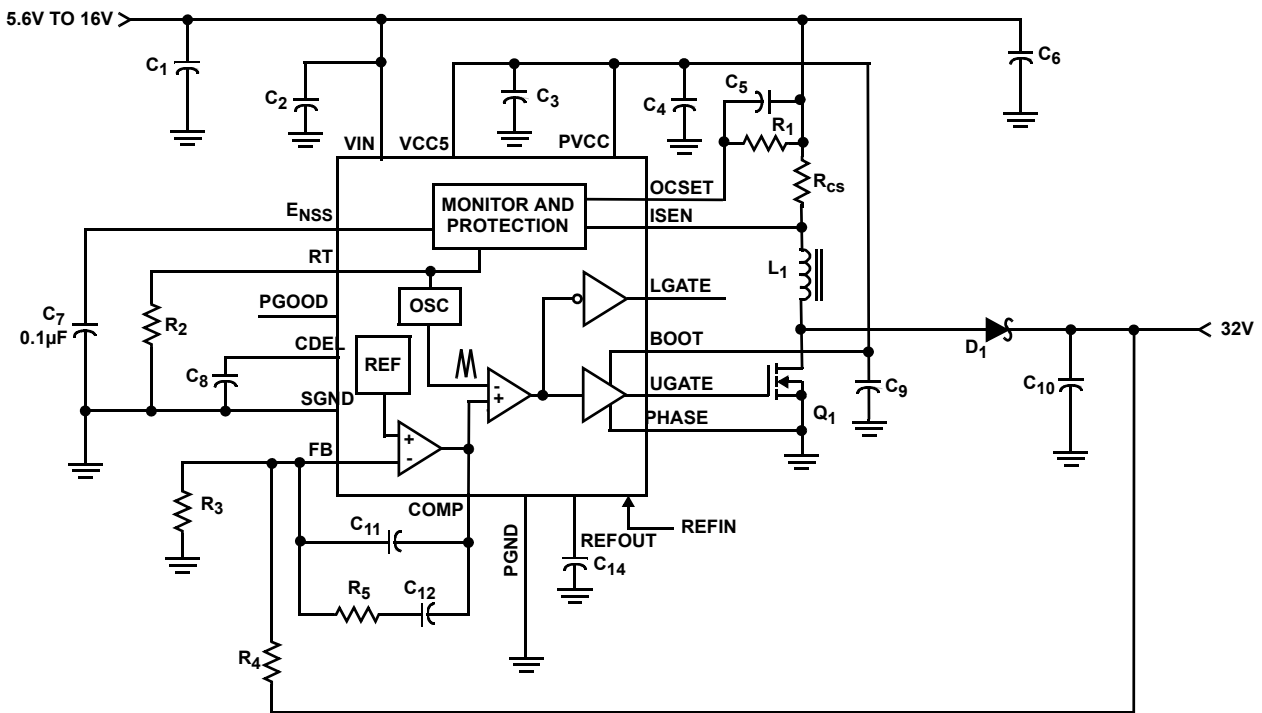 5.6V TO 16V
C1
C2
C3
C4
C5
C6
R1
Rcs
VIN
VCC5
PVCC
OCSET
ISEN
MONITOR AND
PROTECTION
ENSS
RT
L1
LGATE
PGOOD
OSC
C7
0.1µF
R2
CDEL
REF
BOOT
D1
32V
C8
UGATE
C9
C10
SGND
Q1
PHASE
+
-
-
+
FB
R3
COMP
C11
REFIN
REFOUT
PGND
C14
R5
C12
R4